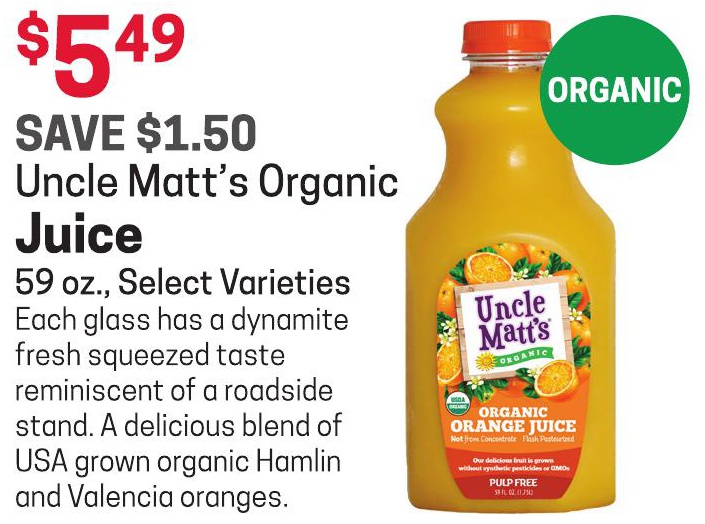 $5.49
SAVE $1.50
Uncle Matt's Organic
Juice
59 oz., Select Varieties
Each glass has a dynamite
fresh squeezed taste
reminiscent of a roadside
stand. A delicious blend of
USA grown organic Hamlin
and Valencia oranges.
ORGANIC
Uncle
Matt's
ORGANIC
USDA
ORGANIC
ORGANIC
ORANGE JUICE
Not from Concentrate Flash Pasteurized
Our delicious fruit is grown
without synthetic pesticides or GMOs
PULP FREE
59 FL. OZ. (1.75L)